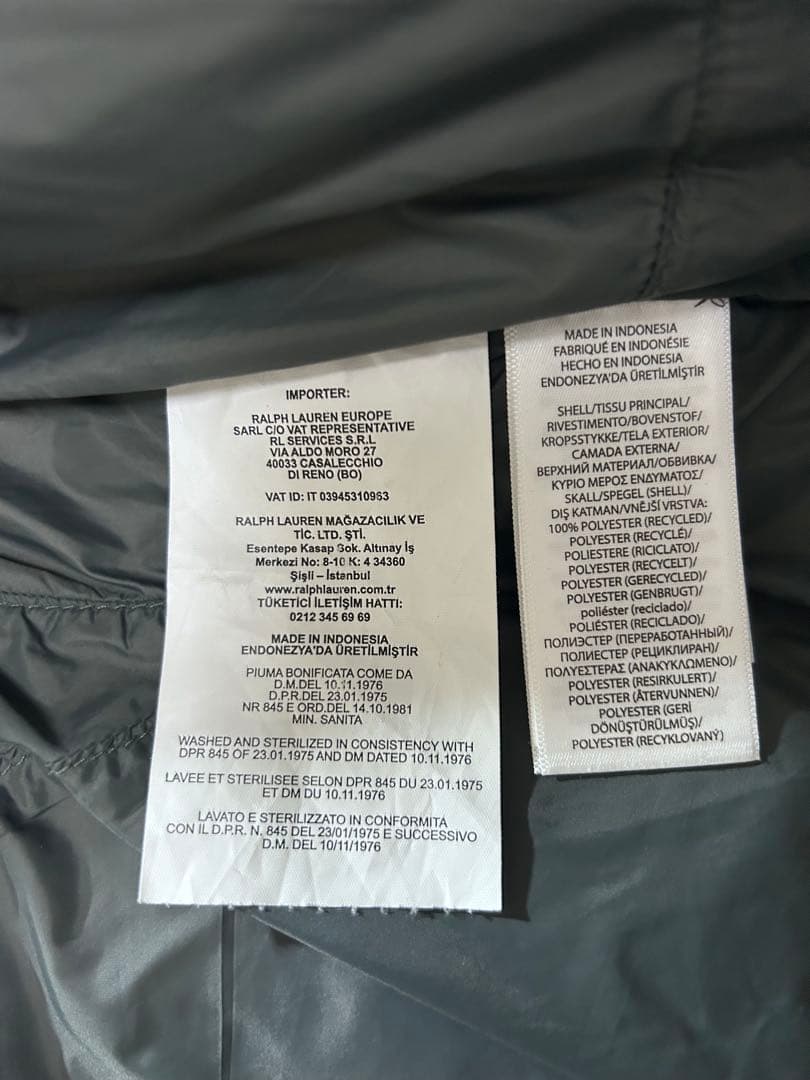 IMPORTER:
RALPH LAUREN EUROPE
SARL C/O VAT REPRESENTATIVE
RL SERVICES S.R.L
VIA ALDO MORO 27
40033 CASALECCHIO
DI RENO (BO)
VAT ID: IT 03945310963
RALPH LAUREN MAĞAZACILIK VE
TİC. LTD. ŞTİ.
Esentepe Kasap Sok. Altınay İş
Merkezi No: 8-10 K: 4 34360
Şişli – İstanbul
www.ralphlauren.com.tr
TÜKETİCİ İLETİŞİM HATTI:
0212 345 69 69
MADE IN INDONESIA
ENDONEZYA'DA ÜRETİLMİŞTİR
PIUMA BONIFICATA COME DA
D.M.DEL 10.11.1976
D.P.R.DEL 23.01.1975
NR 845 E ORD.DEL 14.10.1981
MIN. SANITA
WASHED AND STERILIZED IN CONSISTENCY WITH
DPR 845 OF 23.01.1975 AND DM DATED 10.11.1976
LAVEE ET STERILISEE SELON DPR 845 DU 23.01.1975
ET DM DU 10.11.1976
LAVATO E STERILIZZATO IN CONFORMITÀ
CON IL D.P.R. N. 845 DEL 23/01/1975 E SUCCESSIVO
D.M. DEL 10/11/1976
MADE IN INDONESIA
FABRIQUÉ EN INDONÉSIE
HECHO EN INDONESIA
ENDONEZYA'DA ÜRETİLMİŞTİR
SHELL/TISSU PRINCIPAL/
RIVESTIMENTO/BOVENSTOF/
KROPSSTYKKE/TELA EXTERIOR/
CAMADA EXTERNA/
ВЕРХНИЙ МАТЕРИАЛ/ОБВИВКА/
ΚΥΡΙΟ ΜΕΡΟΣ ΕΝΔΥΜΑΤΟΣ/
SKALL/SPEGEL (SHELL)/
DIŞ KATMAN/VNĚJŠÍ VRSTVA:
100% POLYESTER (RECYCLED)/
POLYESTER (RECYCLÉ)/
POLIESTERE (RICICLATO)/
POLYESTER (RECYCELT)/
POLYESTER (GERECYCLED)/
POLYESTER (GENBRUGT)/
poliéster (reciclado)/
POLIÉSTER (RECICLADO)/
ПОЛИЭСТЕР (ПЕРЕРАБОТАННЫЙ)/
ПОЛИЕСТЕР (РЕЦИКЛИРАН)/
ΠΟΛΥΕΣΤΕΡΑΣ (ΑΝΑΚΥΚΛΩΜΕΝΟ)/
POLYESTER (RESIRKULERT)/
POLYESTER (ÅTERVUNNEN)/
POLYESTER (GERİ
DÖNÜŞTÜRÜLMÜŞ)/
POLYESTER (RECYKLOVANÝ)